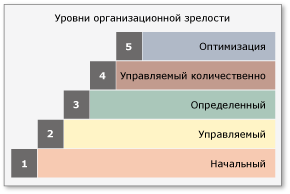 Уровни организационной зрелости
5 Оптимизация
4 Управляемый количественно
3 Определенный
2 Управляемый
1 Начальный